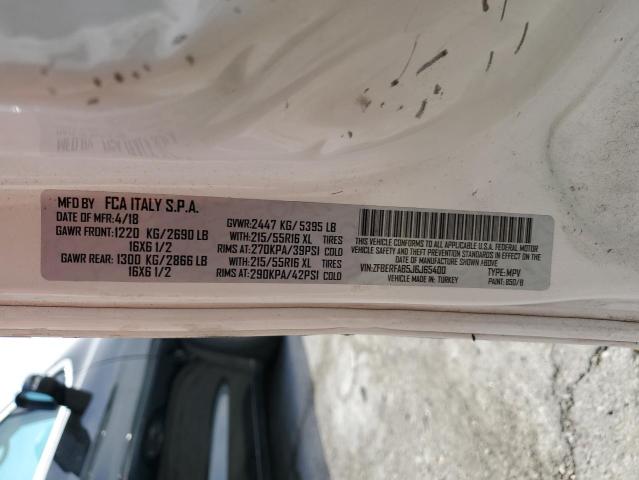 MFD BY FCA ITALY S.P.A.
DATE OF MFR: 4/18 GVWR: 2447 KG/ 5395 LB
GAWR FRONT: 1220 KG/2690 LB WITH: 215/55R16 XL TIRES
16X6 1/2 RIMS AT: 270KPA/39PSI COLD
GAWR REAR: 1300 KG/2866 LB WITH: 215/55R16 XL TIRES
16X6 1/2 RIMS AT: 290KPA/42PSI COLD
THIS VEHICLE CONFORMS TO ALL APPLICABLE U.S.A. FEDERAL MOTOR
VEHICLE SAFETY AND THEFT PREVENTION STANDARDS IN EFFECT ON THE
DATE OF MANUFACTURE SHOWN ABOVE
VIN: ZFBERFAB5J6J65400 TYPE: MPV
VEHICLE MADE IN: TURKEY PAINT: 850/B